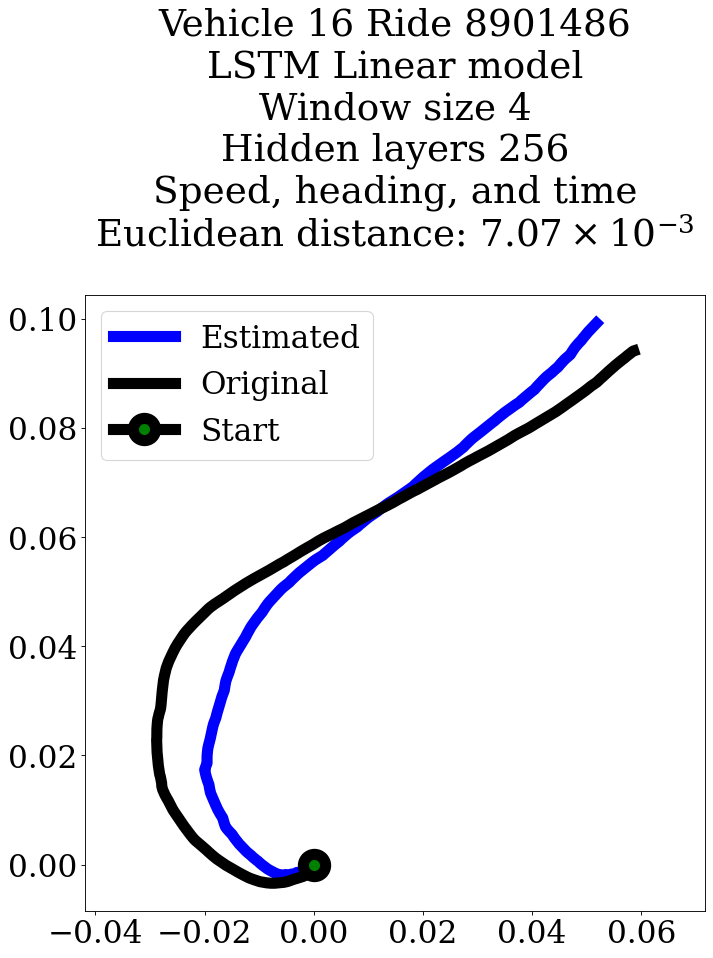 Vehicle 16 Ride 8901486
LSTM Linear model
Window size 4
Hidden layers 256
Speed, heading, and time
Euclidean distance: 7.07 × 10⁻³
Estimated
Original
Start
0.10
0.08
0.06
0.04
0.02
0.00
−0.04 −0.02 0.00 0.02 0.04 0.06